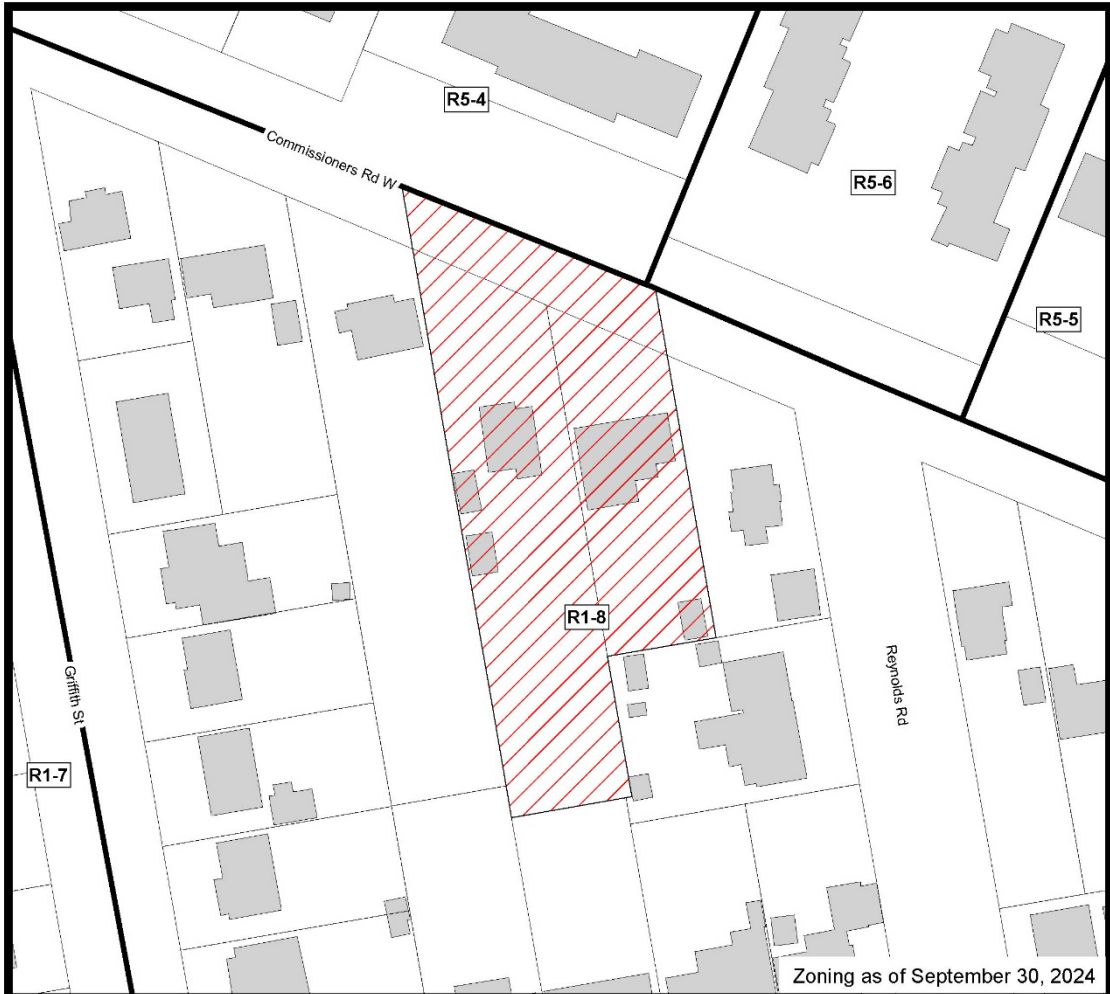 R5-4
Commissioners Rd W
R5-6
R5-5
R1-8
Reynolds Rd
Griffith St
R1-7
Zoning as of September 30, 2024